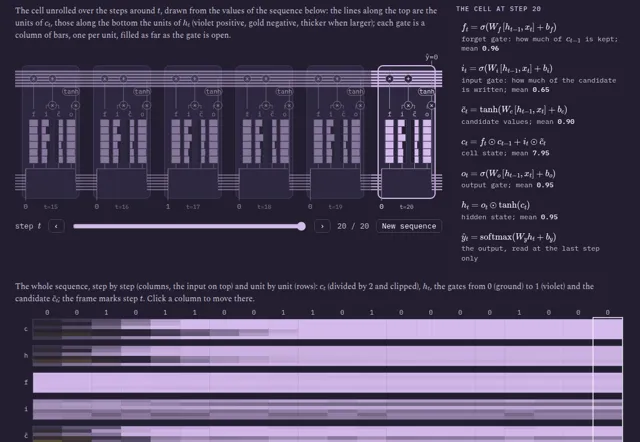 The cell unrolled over the steps around t, drawn from the values of the sequence below: the lines along the top are the
units of cₜ, those along the bottom the units of hₜ (violet positive, gold negative, thicker when larger); each gate is a
column of bars, one per unit, filled as far as the gate is open.
ŷ=0
tanh tanh tanh tanh tanh tanh
f i c̃ o f i c̃ o f i c̃ o f i c̃ o f i c̃ o f i c̃ o
0 t=15 0 t=16 1 t=17 0 t=18 0 t=19 0 t=20
step t ‹ › 20 / 20 New sequence
THE CELL AT STEP 20
fₜ = σ(W_f [hₜ₋₁, xₜ] + b_f)
forget gate: how much of cₜ₋₁ is kept;
mean 0.96
iₜ = σ(Wᵢ [hₜ₋₁, xₜ] + bᵢ)
input gate: how much of the candidate
is written; mean 0.65
c̃ₜ = tanh(W_c [hₜ₋₁, xₜ] + b_c)
candidate values; mean 0.90
cₜ = fₜ ⊙ cₜ₋₁ + iₜ ⊙ c̃ₜ
cell state; mean 7.95
oₜ = σ(Wₒ [hₜ₋₁, xₜ] + bₒ)
output gate; mean 0.95
hₜ = oₜ ⊙ tanh(cₜ)
hidden state; mean 0.95
ŷₜ = softmax(W_y hₜ + b_y)
the output, read at the last step
only
The whole sequence, step by step (columns, the input on top) and unit by unit (rows): cₜ (divided by 2 and clipped), hₜ, the gates from 0 (ground) to 1 (violet) and the
candidate c̃ₜ; the frame marks step t. Click a column to move there.
0 0 1 0 1 1 0 1 0 1 0 1 0 0 0 0 1 0 0 0
c
h
f
i
c̃